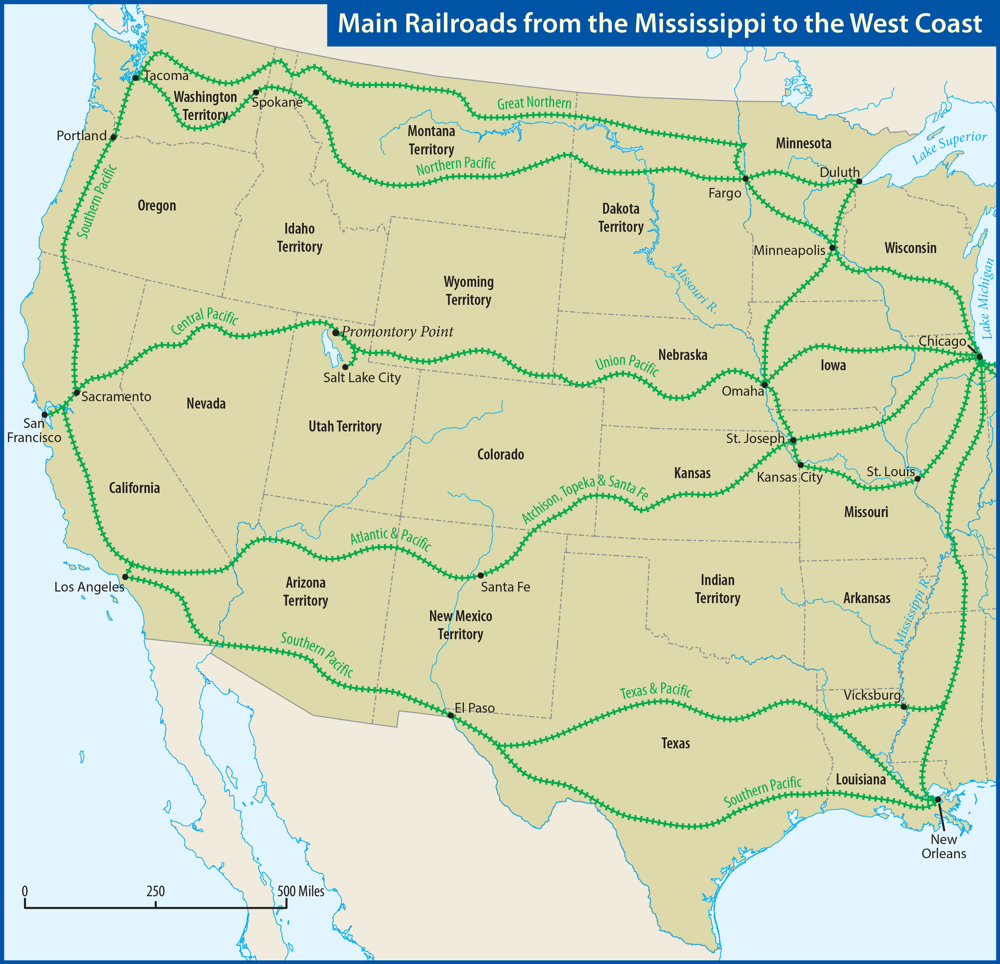 Main Railroads from the Mississippi to the West Coast
Tacoma
Washington
Territory
Spokane
Portland
Great Northern
Montana
Territory
Northern Pacific
Minnesota
Lake Superior
Duluth
Fargo
Southern Pacific
Oregon
Idaho
Territory
Dakota
Territory
Minneapolis
Wisconsin
Lake Michigan
Wyoming
Territory
Missouri R.
Central Pacific
Promontory Point
Salt Lake City
Union Pacific
Nebraska
Chicago
Iowa
Omaha
Sacramento
Nevada
San
Francisco
Utah Territory
Colorado
St. Joseph
Kansas
Kansas City
St. Louis
California
Atchison, Topeka & Santa Fe
Missouri
Atlantic & Pacific
Los Angeles
Arizona
Territory
Santa Fe
Indian
Territory
Arkansas
Mississippi R.
New Mexico
Territory
Southern Pacific
El Paso
Texas & Pacific
Vicksburg
Texas
Southern Pacific
Louisiana
New
Orleans
0
250
500 Miles